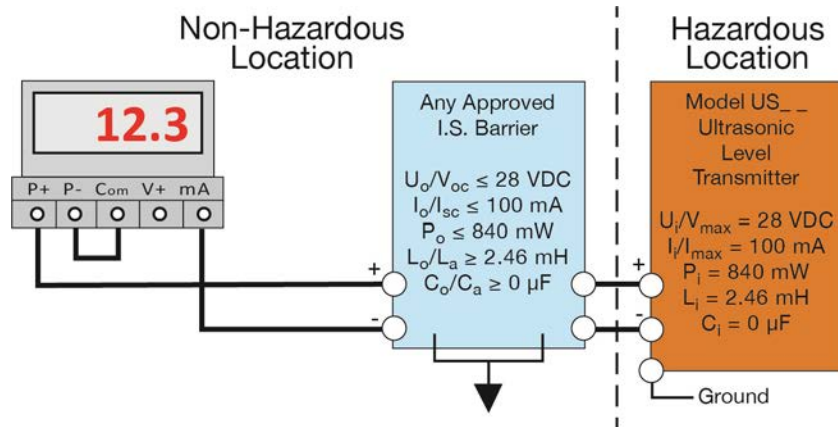 Non-Hazardous
Location
Hazardous
Location
12.3
P+ P- Com V+ mA
Any Approved
I.S. Barrier
Uₒ/Vₒc ≤ 28 VDC
Iₒ/Isc ≤ 100 mA
Pₒ ≤ 840 mW
Lₒ/Lₐ ≥ 2.46 mH
Cₒ/Cₐ ≥ 0 µF
+
-
Model US_ _
Ultrasonic
Level
Transmitter
Uᵢ/Vmax = 28 VDC
Iᵢ/Imax = 100 mA
Pᵢ = 840 mW
Lᵢ = 2.46 mH
Cᵢ = 0 µF
+
-
Ground